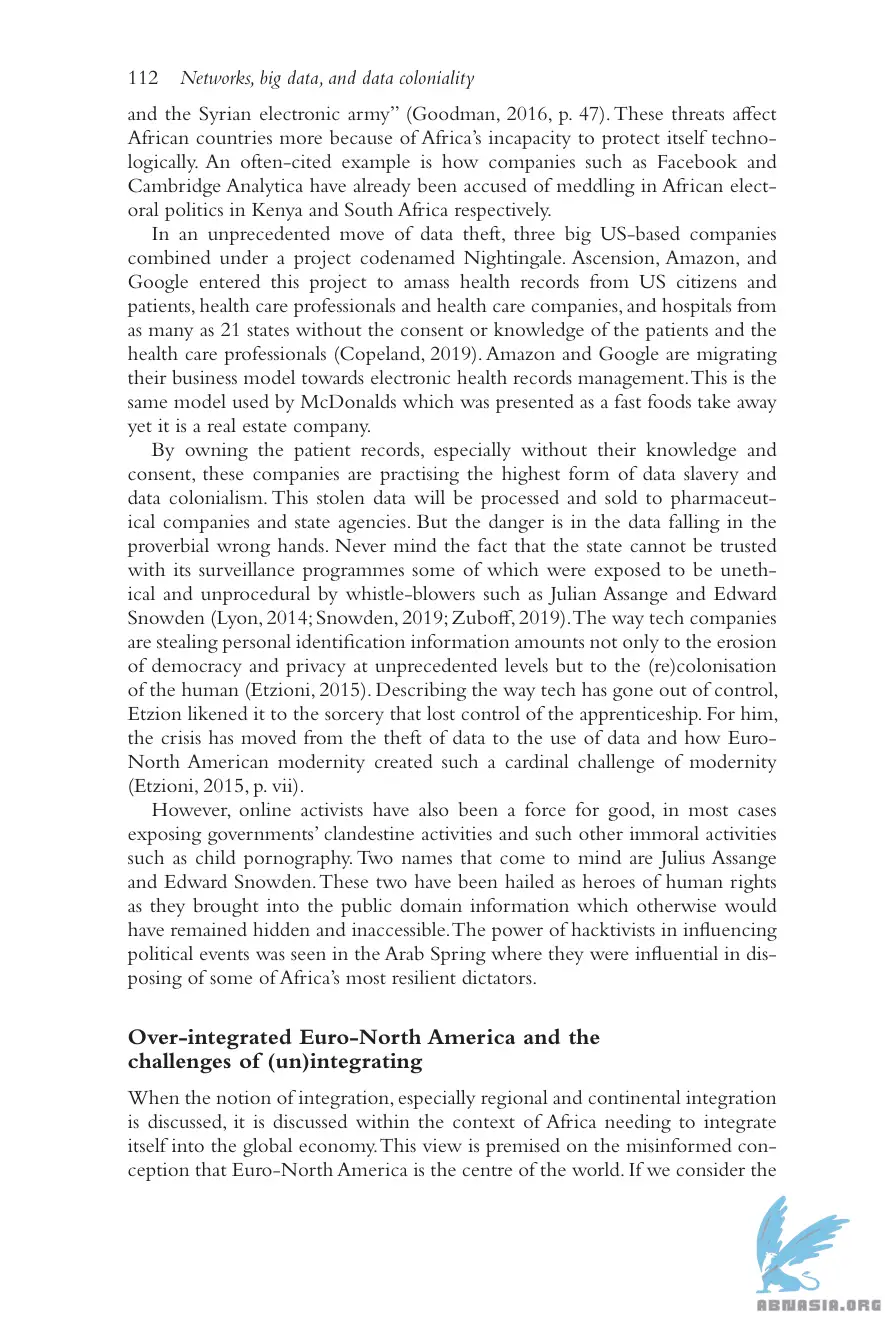 112 Networks, big data, and data coloniality
and the Syrian electronic army” (Goodman, 2016, p. 47). These threats affect
African countries more because of Africa’s incapacity to protect itself techno-
logically. An often-cited example is how companies such as Facebook and
Cambridge Analytica have already been accused of meddling in African elect-
oral politics in Kenya and South Africa respectively.
In an unprecedented move of data theft, three big US-based companies
combined under a project codenamed Nightingale. Ascension, Amazon, and
Google entered this project to amass health records from US citizens and
patients, health care professionals and health care companies, and hospitals from
as many as 21 states without the consent or knowledge of the patients and the
health care professionals (Copeland, 2019). Amazon and Google are migrating
their business model towards electronic health records management. This is the
same model used by McDonalds which was presented as a fast foods take away
yet it is a real estate company.
By owning the patient records, especially without their knowledge and
consent, these companies are practising the highest form of data slavery and
data colonialism. This stolen data will be processed and sold to pharmaceut-
ical companies and state agencies. But the danger is in the data falling in the
proverbial wrong hands. Never mind the fact that the state cannot be trusted
with its surveillance programmes some of which were exposed to be uneth-
ical and unprocedural by whistle-blowers such as Julian Assange and Edward
Snowden (Lyon, 2014; Snowden, 2019; Zuboff, 2019). The way tech companies
are stealing personal identification information amounts not only to the erosion
of democracy and privacy at unprecedented levels but to the (re)colonisation
of the human (Etzioni, 2015). Describing the way tech has gone out of control,
Etzion likened it to the sorcery that lost control of the apprenticeship. For him,
the crisis has moved from the theft of data to the use of data and how Euro-
North American modernity created such a cardinal challenge of modernity
(Etzioni, 2015, p. vii).
However, online activists have also been a force for good, in most cases
exposing governments’ clandestine activities and such other immoral activities
such as child pornography. Two names that come to mind are Julius Assange
and Edward Snowden. These two have been hailed as heroes of human rights
as they brought into the public domain information which otherwise would
have remained hidden and inaccessible. The power of hacktivists in influencing
political events was seen in the Arab Spring where they were influential in dis-
posing of some of Africa’s most resilient dictators.
Over-integrated Euro-North America and the
challenges of (un)integrating
When the notion of integration, especially regional and continental integration
is discussed, it is discussed within the context of Africa needing to integrate
itself into the global economy. This view is premised on the misinformed con-
ception that Euro-North America is the centre of the world. If we consider the
ABNASIA.ORG